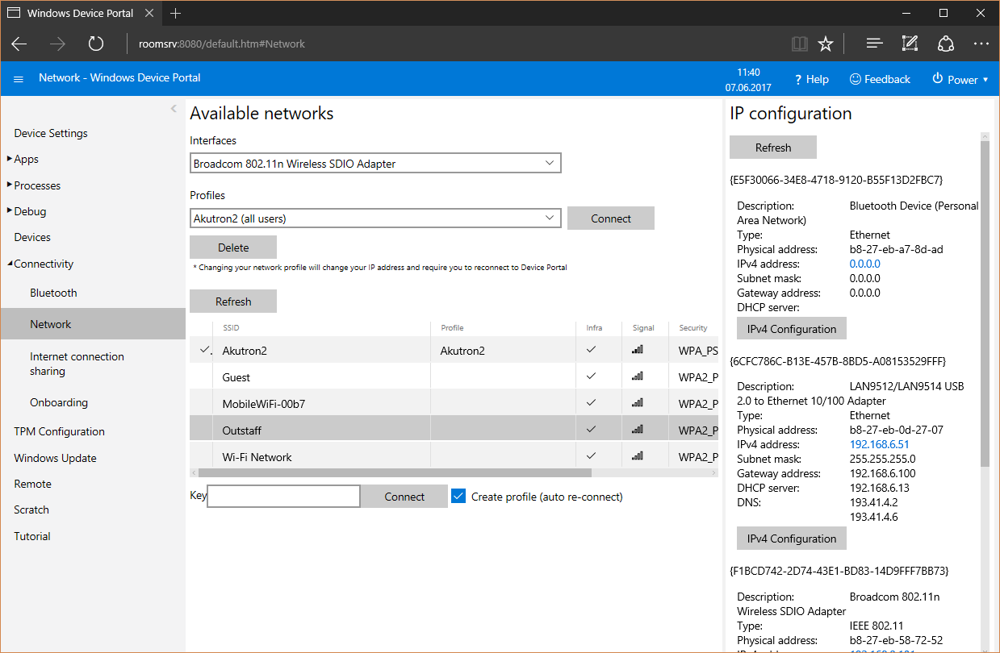 Windows Device Portal
roomsrv:8080/default.htm#Network
Network - Windows Device Portal
11:40
07.06.2017
? Help
Feedback
Power
Device Settings
Apps
Processes
Debug
Devices
Connectivity
Bluetooth
Network
Internet connection
sharing
Onboarding
TPM Configuration
Windows Update
Remote
Scratch
Tutorial
Available networks
Interfaces
Broadcom 802.11n Wireless SDIO Adapter
Profiles
Akutron2 (all users)
Connect
Delete
* Changing your network profile will change your IP address and require you to reconnect to Device Portal
Refresh
SSID Profile Infra Signal Security
Akutron2 Akutron2 WPA_PS
Guest WPA2_P
MobileWiFi-00b7 WPA2_P
Outstaff WPA2_P
Wi-Fi Network WPA2_P
Key Connect Create profile (auto re-connect)
IP configuration
Refresh
{E5F30066-34E8-4718-9120-B55F13D2FBC7}
Description: Bluetooth Device (Personal
Area Network)
Type: Ethernet
Physical address: b8-27-eb-a7-8d-ad
IPv4 address: 0.0.0.0
Subnet mask: 0.0.0.0
Gateway address: 0.0.0.0
DHCP server:
IPv4 Configuration
{6CFC786C-B13E-457B-8BD5-A08153529FFF}
Description: LAN9512/LAN9514 USB
2.0 to Ethernet 10/100 Adapter
Type: Ethernet
Physical address: b8-27-eb-0d-27-07
IPv4 address: 192.168.6.51
Subnet mask: 255.255.255.0
Gateway address: 192.168.6.100
DHCP server: 192.168.6.13
DNS: 193.41.4.2
193.41.4.6
IPv4 Configuration
{F1BCD742-2D74-43E1-BD83-14D9FFF7BB73}
Description: Broadcom 802.11n
Wireless SDIO Adapter
Type: IEEE 802.11
Physical address: b8-27-eb-58-72-52